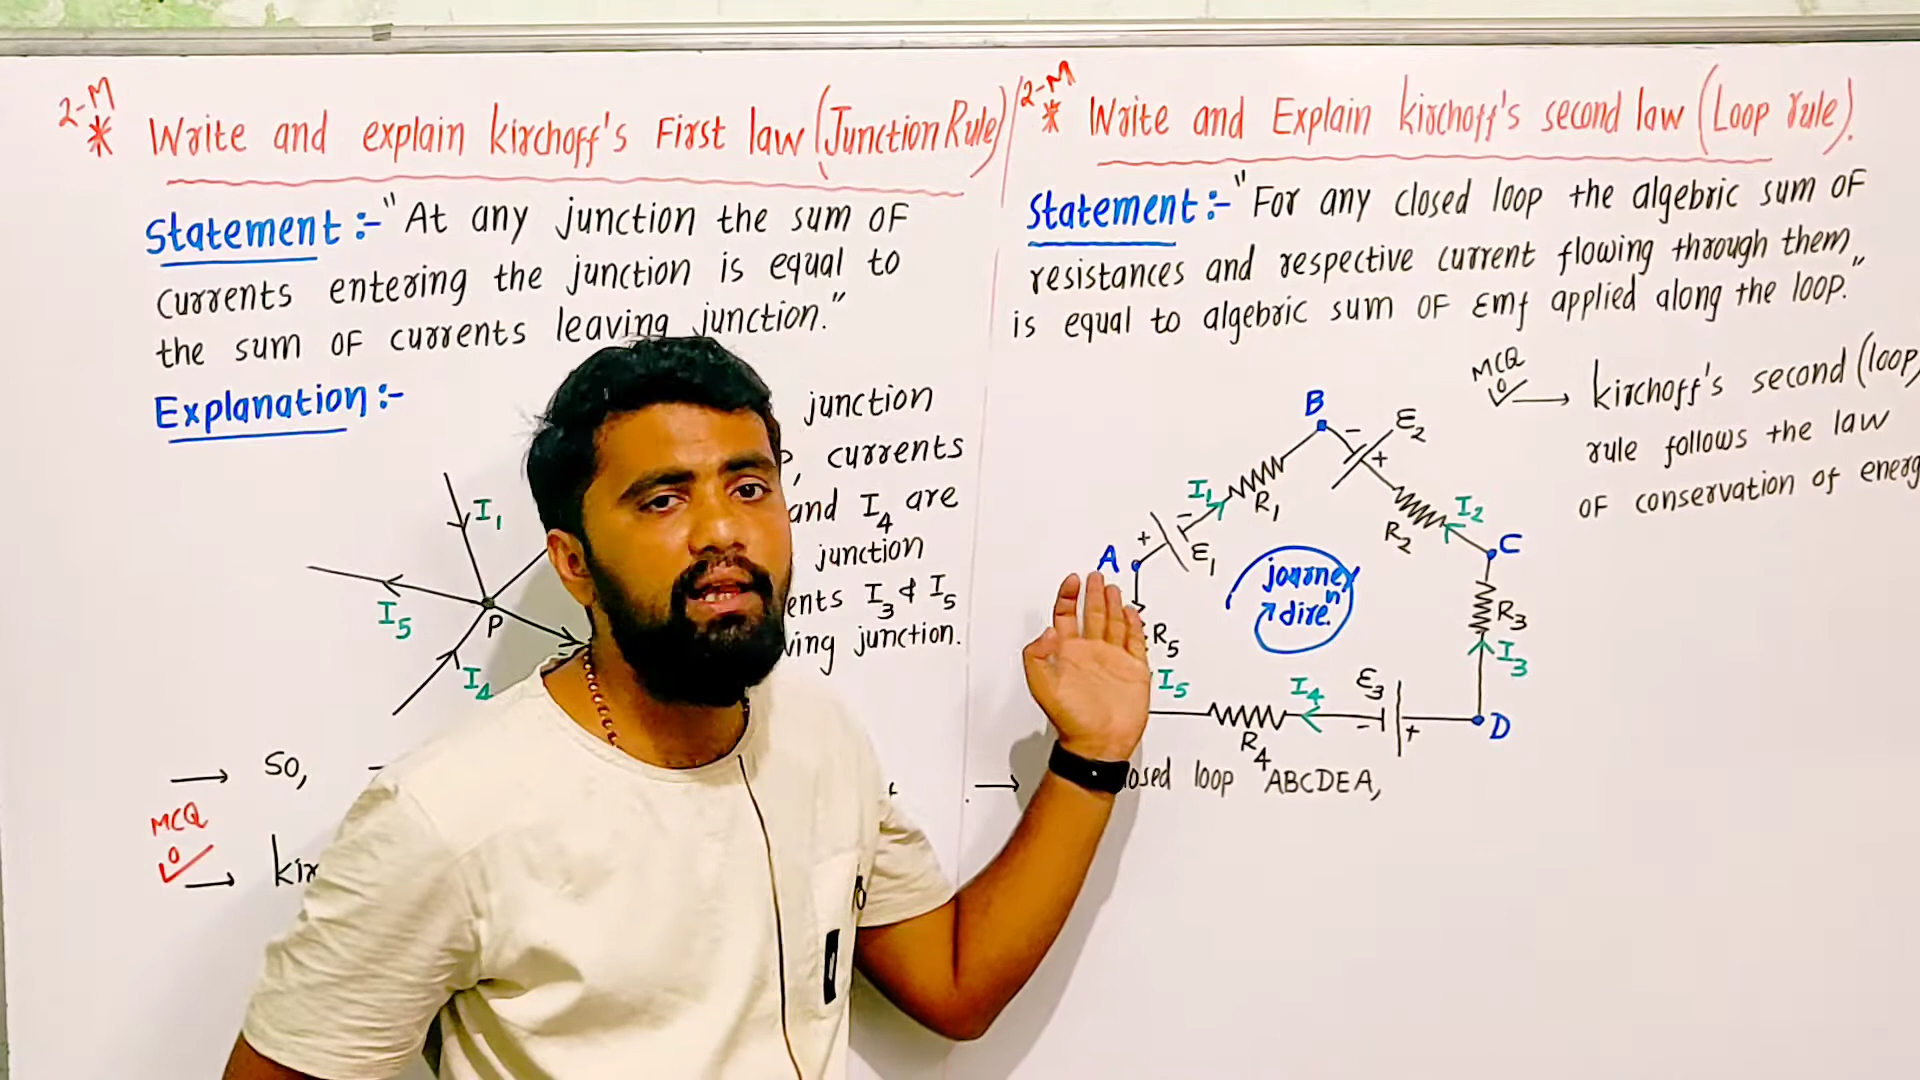 2-M
* Write and explain kirchoff's First law (Junction Rule)
Statement :- "At any junction the sum OF
currents entering the junction is equal to
the sum OF currents leaving junction."
Explanation :-
junction
, currents
and I4 are
junction
I3 & I5
junction.
I1
I5
P
I4
→ So,
MCQ
→
2-M
* Write and Explain kirchoff's second law (Loop rule).
Statement :- "For any closed loop the algebric sum OF
resistances and respective current flowing through them,
is equal to algebric sum OF Emf applied along the loop."
MCQ
→ kirchoff's second (loop)
rule follows the law
OF conservation of
B
- ε2
+
I1
R1
R2
I2
A
+ -
ε1
C
journey
dire.n
R3
I3
R5
I5
I4
ε3
R4
- +
D
→ loop ABCDEA,